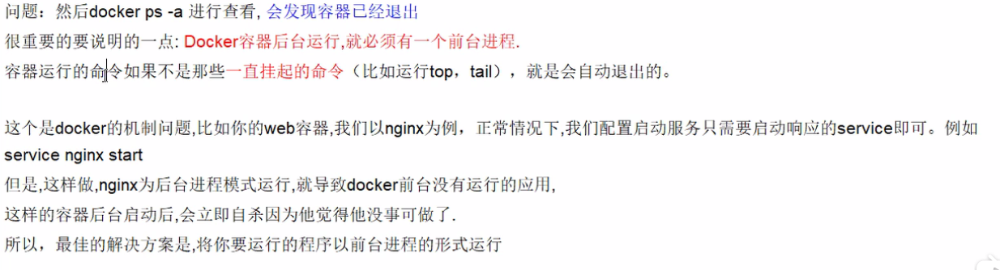 问题：然后docker ps -a 进行查看, 会发现容器已经退出
很重要的要说明的一点: Docker容器后台运行,就必须有一个前台进程.
容器运行的命令如果不是那些一直挂起的命令（比如运行top，tail），就是会自动退出的。
这个是docker的机制问题,比如你的web容器,我们以nginx为例，正常情况下,我们配置启动服务只需要启动响应的service即可。例如
service nginx start
但是,这样做,nginx为后台进程模式运行,就导致docker前台没有运行的应用,
这样的容器后台启动后,会立即自杀因为他觉得他没事可做了.
所以，最佳的解决方案是,将你要运行的程序以前台进程的形式运行